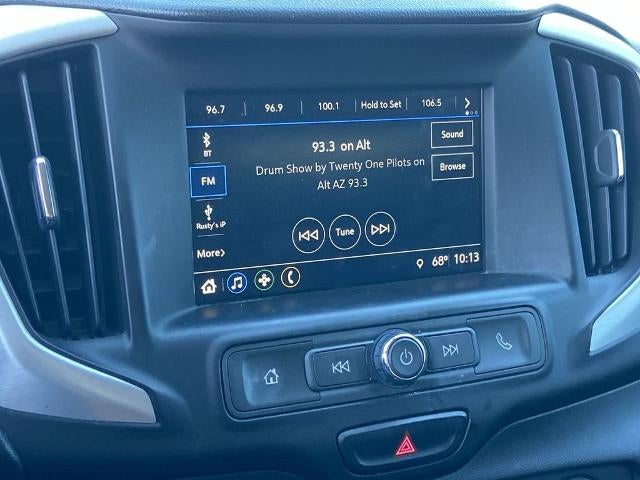 96.7 96.9 100.1 Hold to Set 106.5
BT
93.3 on Alt
Sound
FM
Drum Show by Twenty One Pilots on
Alt AZ 93.3
Browse
Rusty's iP
Tune
More
68° 10:13